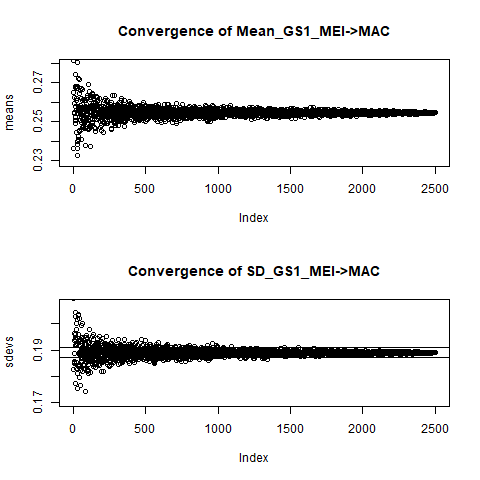 Convergence of Mean_GS1_MEI->MAC
means
0.27
0.25
0.23
0 500 1000 1500 2000 2500
Index
Convergence of SD_GS1_MEI->MAC
sdevs
0.19
0.17
0 500 1000 1500 2000 2500
Index